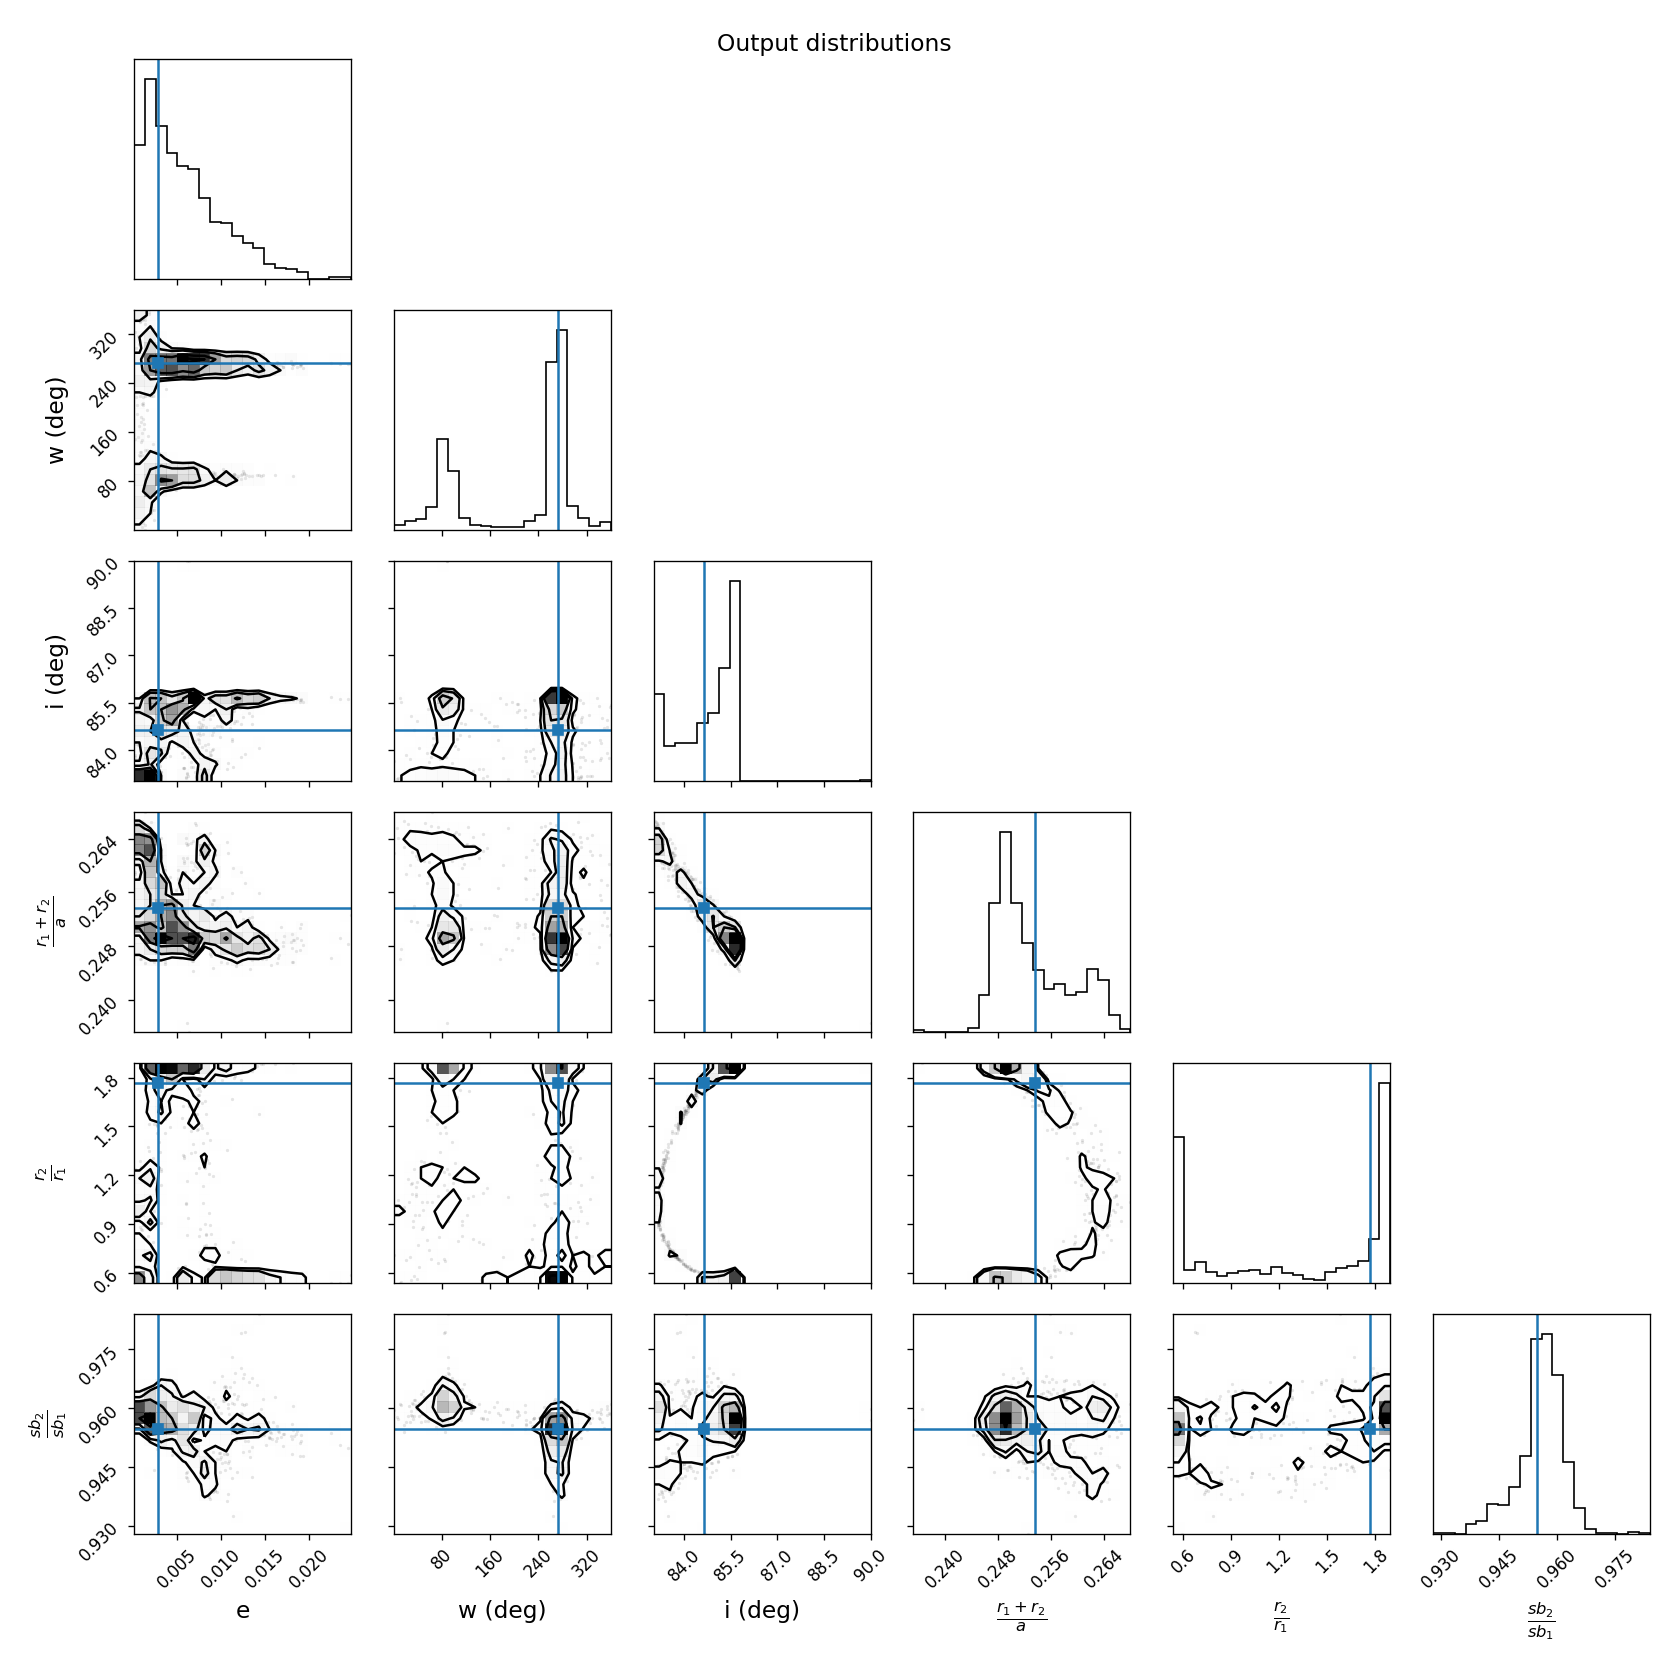 Output distributions
w (deg)
320
240
160
80
i (deg)
90.0
88.5
87.0
85.5
84.0
r1 + r2
a
0.264
0.256
0.248
0.240
r2
r1
1.8
1.5
1.2
0.9
0.6
sb2
sb1
0.975
0.960
0.945
0.930
0.005 0.010 0.015 0.020
80 160 240 320
84.0 85.5 87.0 88.5 90.0
0.240 0.248 0.256 0.264
0.6 0.9 1.2 1.5 1.8
0.930 0.945 0.960 0.975
e
w (deg)
i (deg)
r1 + r2
a
r2
r1
sb2
sb1